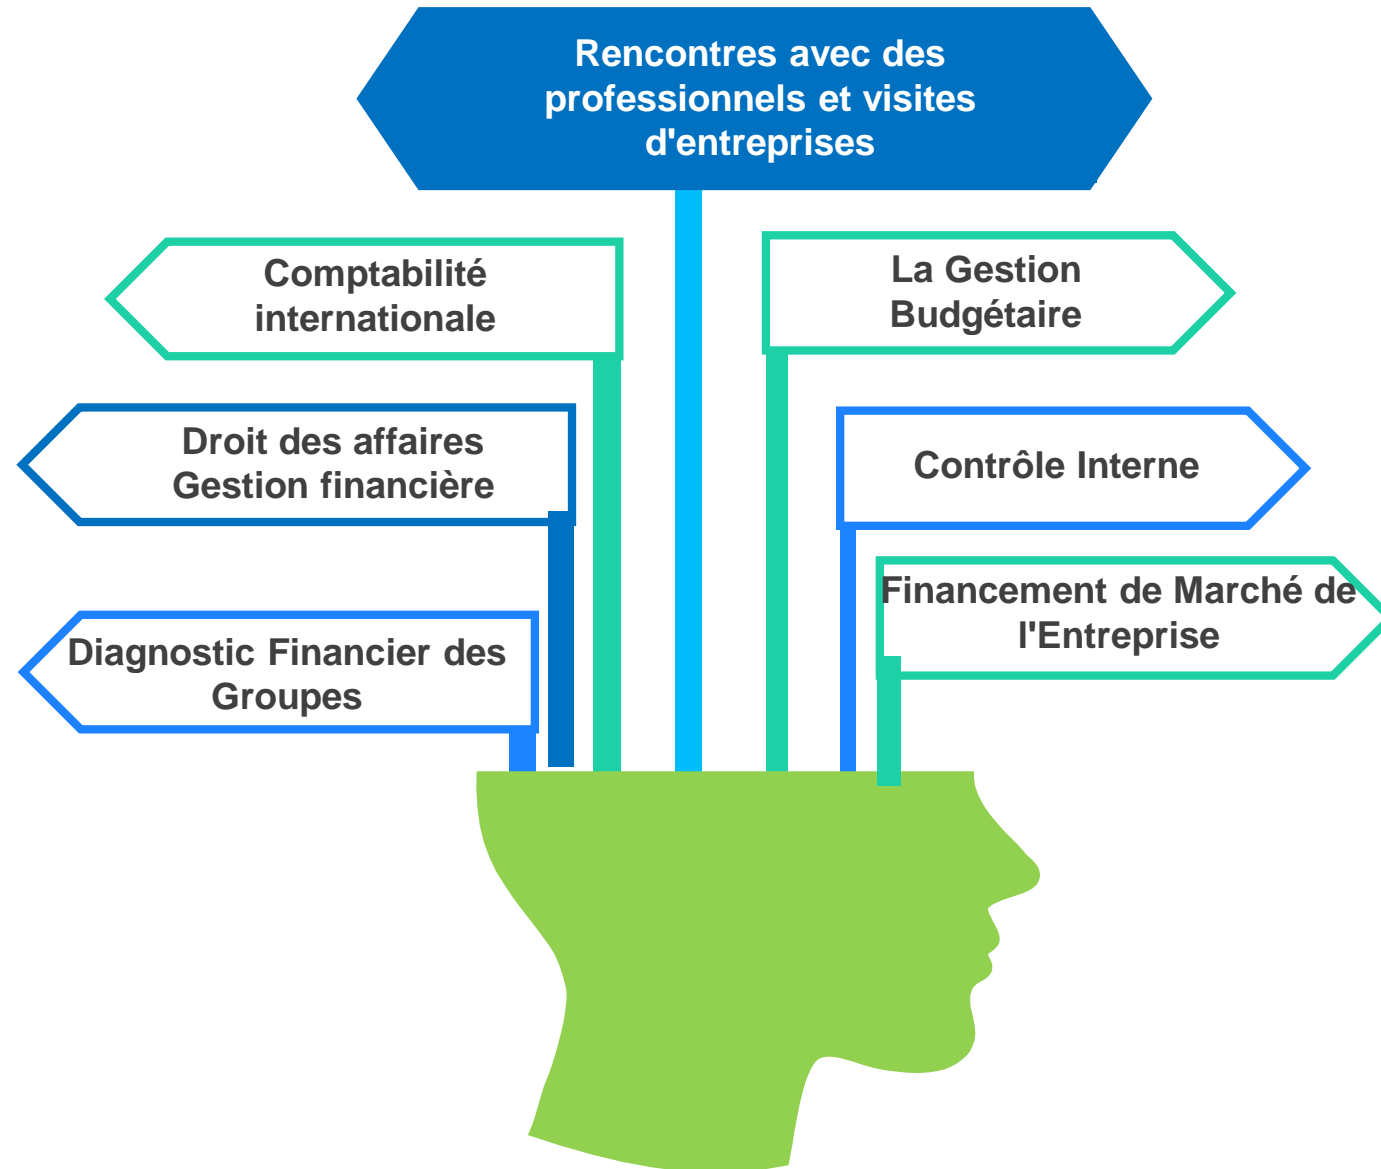 Rencontres avec des
professionnels et visites
d'entreprises
Comptabilité
internationale
La Gestion
Budgétaire
Droit des affaires
Gestion financière
Contrôle Interne
Financement de Marché de
l'Entreprise
Diagnostic Financier des
Groupes